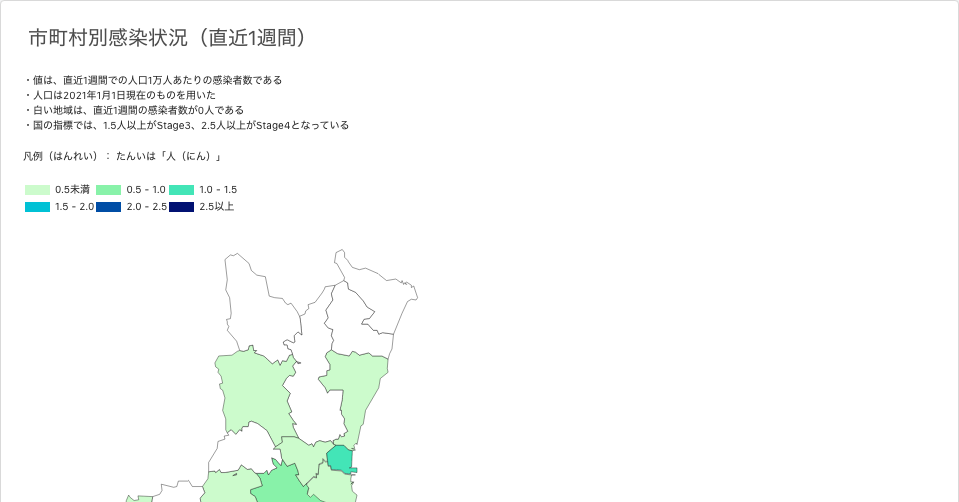 市町村別感染状況（直近1週間）
・値は、直近1週間での人口1万人あたりの感染者数である
・人口は2021年1月1日現在のものを用いた
・白い地域は、直近1週間の感染者数が0人である
・国の指標では、1.5人以上がStage3、2.5人以上がStage4となっている
凡例（はんれい）： たんいは「人（にん）」
0.5未満 0.5 - 1.0 1.0 - 1.5
1.5 - 2.0 2.0 - 2.5 2.5以上